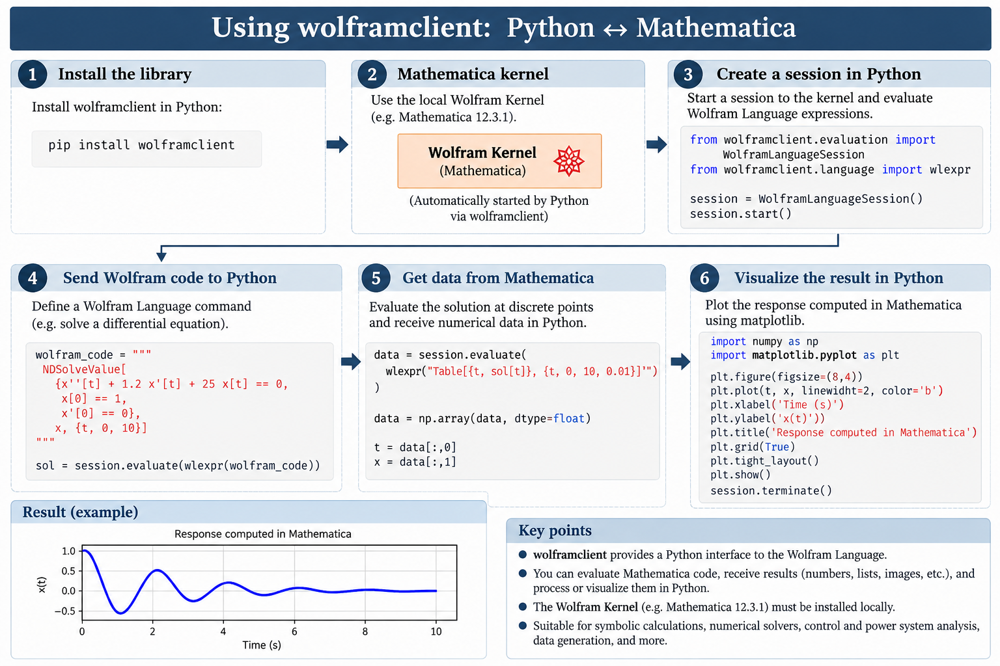 Using wolframclient: Python ↔ Mathematica
1 Install the library
Install wolframclient in Python:
pip install wolframclient
2 Mathematica kernel
Use the local Wolfram Kernel
(e.g. Mathematica 12.3.1).
Wolfram Kernel
(Mathematica)
(Automatically started by Python
via wolframclient)
3 Create a session in Python
Start a session to the kernel and evaluate
Wolfram Language expressions.
from wolframclient.evaluation import
WolframLanguageSession
from wolframclient.language import wlexpr
session = WolframLanguageSession()
session.start()
4 Send Wolfram code to Python
Define a Wolfram Language command
(e.g. solve a differential equation).
wolfram_code = """
NDSolveValue[
{x''[t] + 1.2 x'[t] + 25 x[t] == 0,
x[0] == 1,
x'[0] == 0},
x, {t, 0, 10}]
"""
sol = session.evaluate(wlexpr(wolfram_code))
5 Get data from Mathematica
Evaluate the solution at discrete points
and receive numerical data in Python.
data = session.evaluate(
wlexpr("Table[{t, sol[t]}, {t, 0, 10, 0.01}]'")
)
data = np.array(data, dtype=float)
t = data[:,0]
x = data[:,1]
6 Visualize the result in Python
Plot the response computed in Mathematica
using matplotlib.
import numpy as np
import matplotlib.pyplot as plt
plt.figure(figsize=(8,4))
plt.plot(t, x, linewidht=2, color='b')
plt.xlabel('Time (s)')
plt.ylabel('x(t)'))
plt.title('Response computed in Mathematica')
plt.grid(True)
plt.tight_layout()
plt.show()
session.terminate()
Result (example)
Response computed in Mathematica
1.0
0.5
0.0
−0.5
x(t)
0 2 4 6 8 10
Time (s)
Key points
● wolframclient provides a Python interface to the Wolfram Language.
● You can evaluate Mathematica code, receive results (numbers, lists, images, etc.), and
process or visualize them in Python.
● The Wolfram Kernel (e.g. Mathematica 12.3.1) must be installed locally.
● Suitable for symbolic calculations, numerical solvers, control and power system analysis,
data generation, and more.